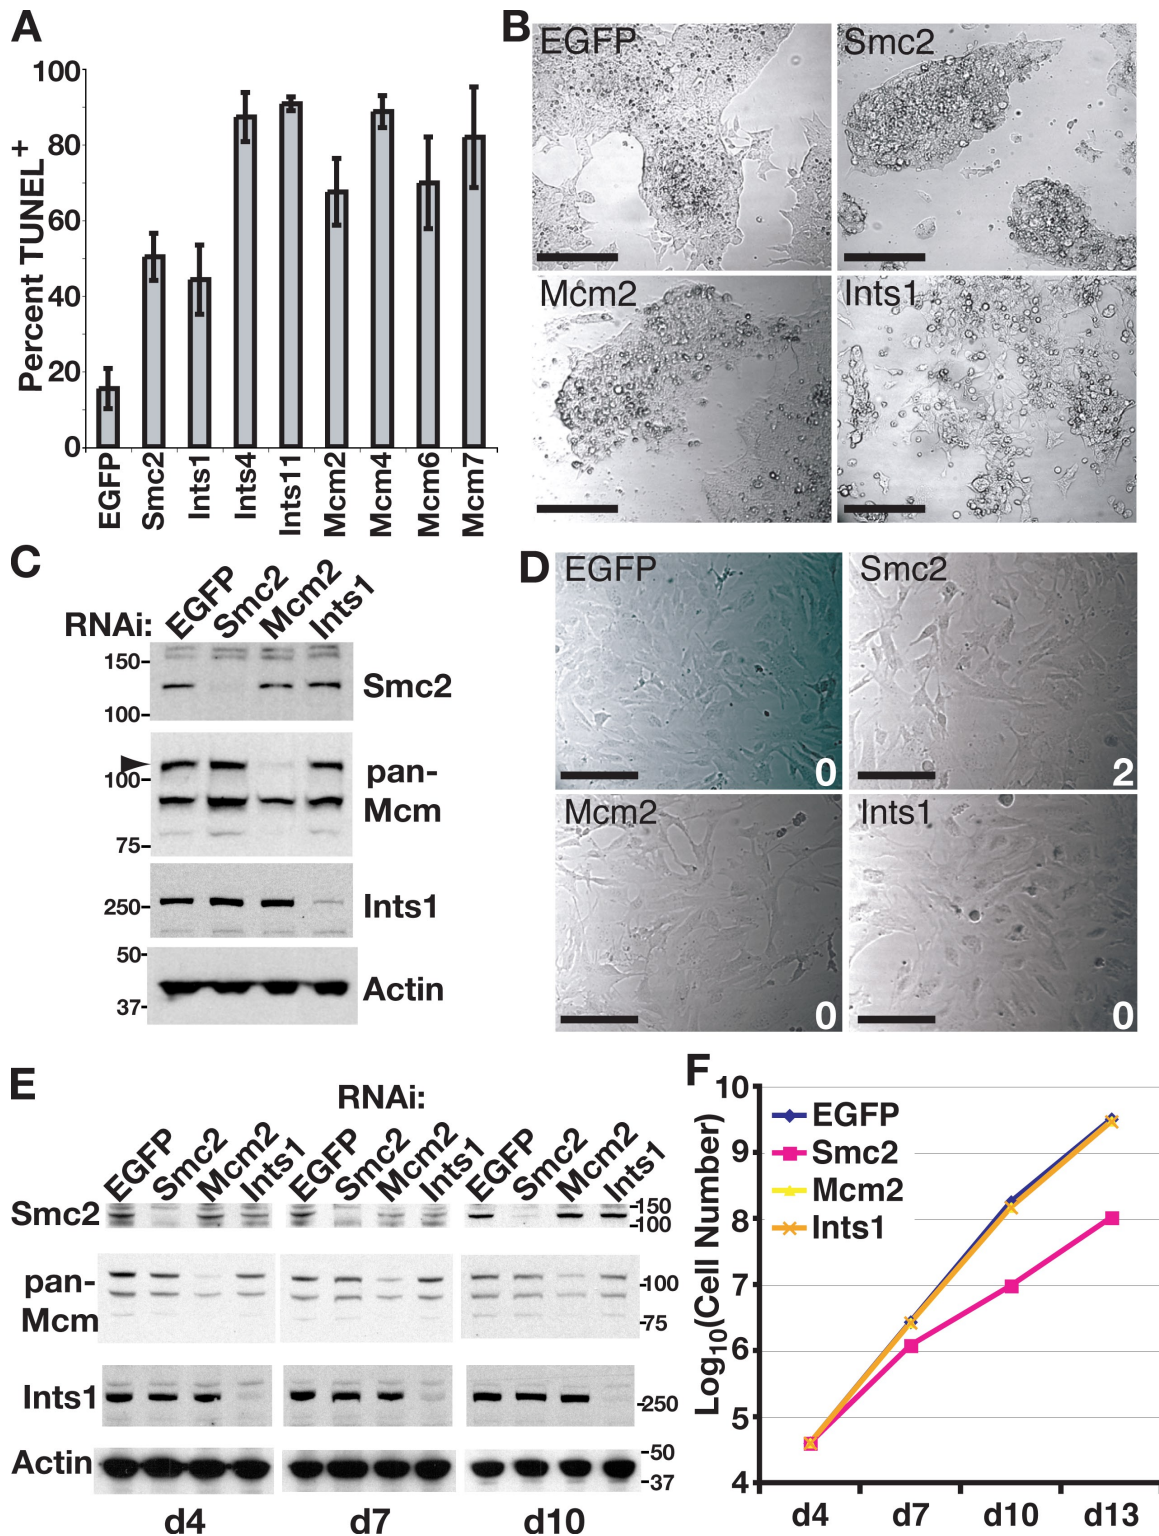 A
Percent TUNEL+
100
80
60
40
20
0
EGFP
Smc2
Ints1
Ints4
Ints11
Mcm2
Mcm4
Mcm6
Mcm7
B
EGFP
Smc2
Mcm2
Ints1
C
RNAi: EGFP Smc2 Mcm2 Ints1
150-
100-
Smc2
100-
75-
pan-
Mcm
250-
Ints1
50-
37-
Actin
D
EGFP
0
Smc2
2
Mcm2
0
Ints1
0
E
RNAi:
EGFP Smc2 Mcm2 Ints1 EGFP Smc2 Mcm2 Ints1 EGFP Smc2 Mcm2 Ints1
Smc2
-150
-100
pan-
Mcm
-100
-75
Ints1
-250
Actin
-50
-37
d4 d7 d10
F
Log10(Cell Number)
10
9
8
7
6
5
4
EGFP
Smc2
Mcm2
Ints1
d4 d7 d10 d13